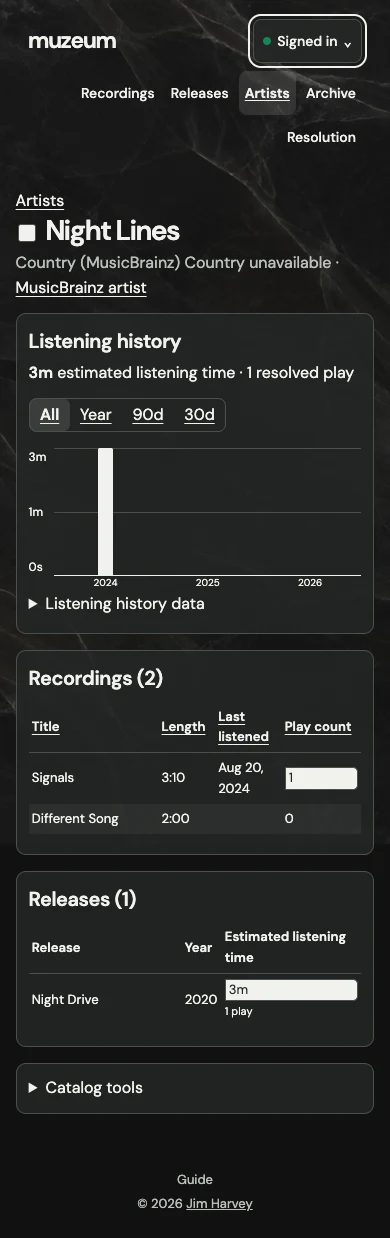 muzeum
Signed in
Recordings Releases Artists Archive
Resolution
Artists
Night Lines
Country (MusicBrainz) Country unavailable ·
MusicBrainz artist
Listening history
3m estimated listening time · 1 resolved play
All Year 90d 30d
3m
1m
0s
2024 2025 2026
Listening history data
Recordings (2)
Title Length Last listened Play count
Signals 3:10 Aug 20, 2024 1
Different Song 2:00 0
Releases (1)
Release Year Estimated listening time
Night Drive 2020 3m
1 play
Catalog tools
Guide
© 2026 Jim Harvey